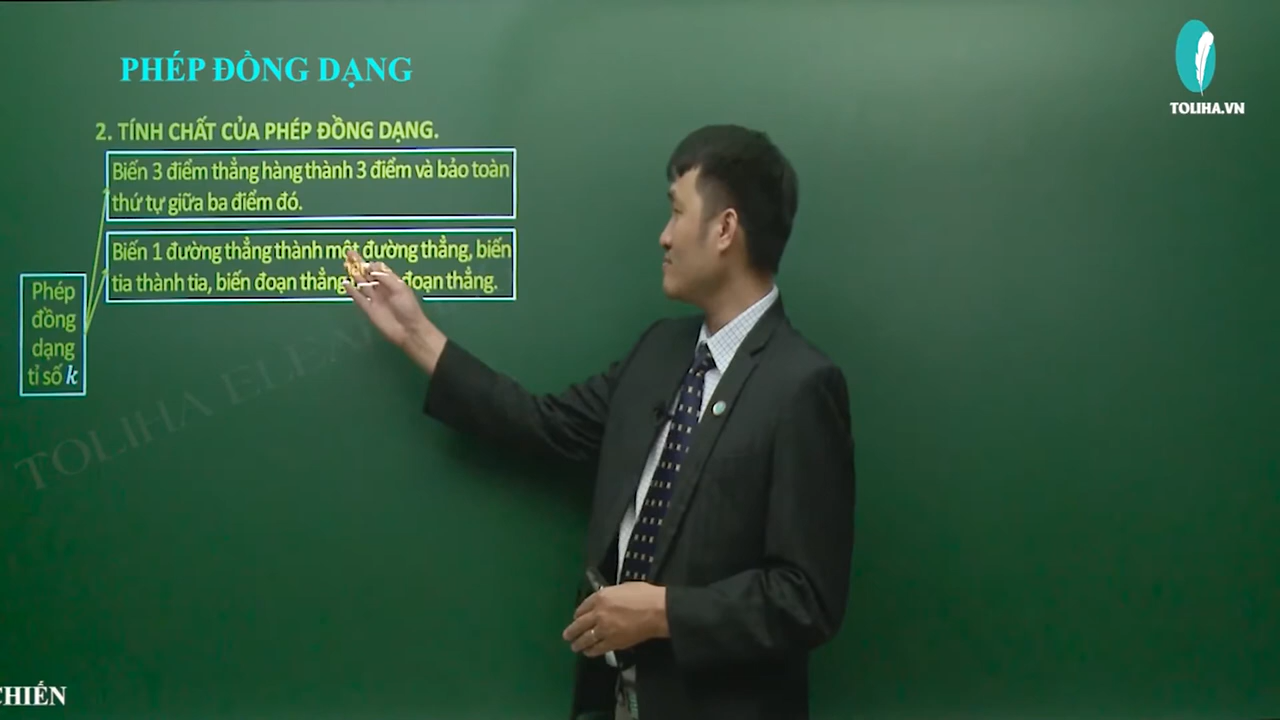 PHÉP ĐỒNG DẠNG
TOLIHA.VN
2. TÍNH CHẤT CỦA PHÉP ĐỒNG DẠNG.
Biến 3 điểm thẳng hàng thành 3 điểm và bảo toàn
thứ tự giữa ba điểm đó.
Biến 1 đường thẳng thành một đường thẳng, biến
tia thành tia, biến đoạn thẳng đoạn thẳng.
Phép
đồng
dạng
tỉ số k
TOLIHA
CHIẾN